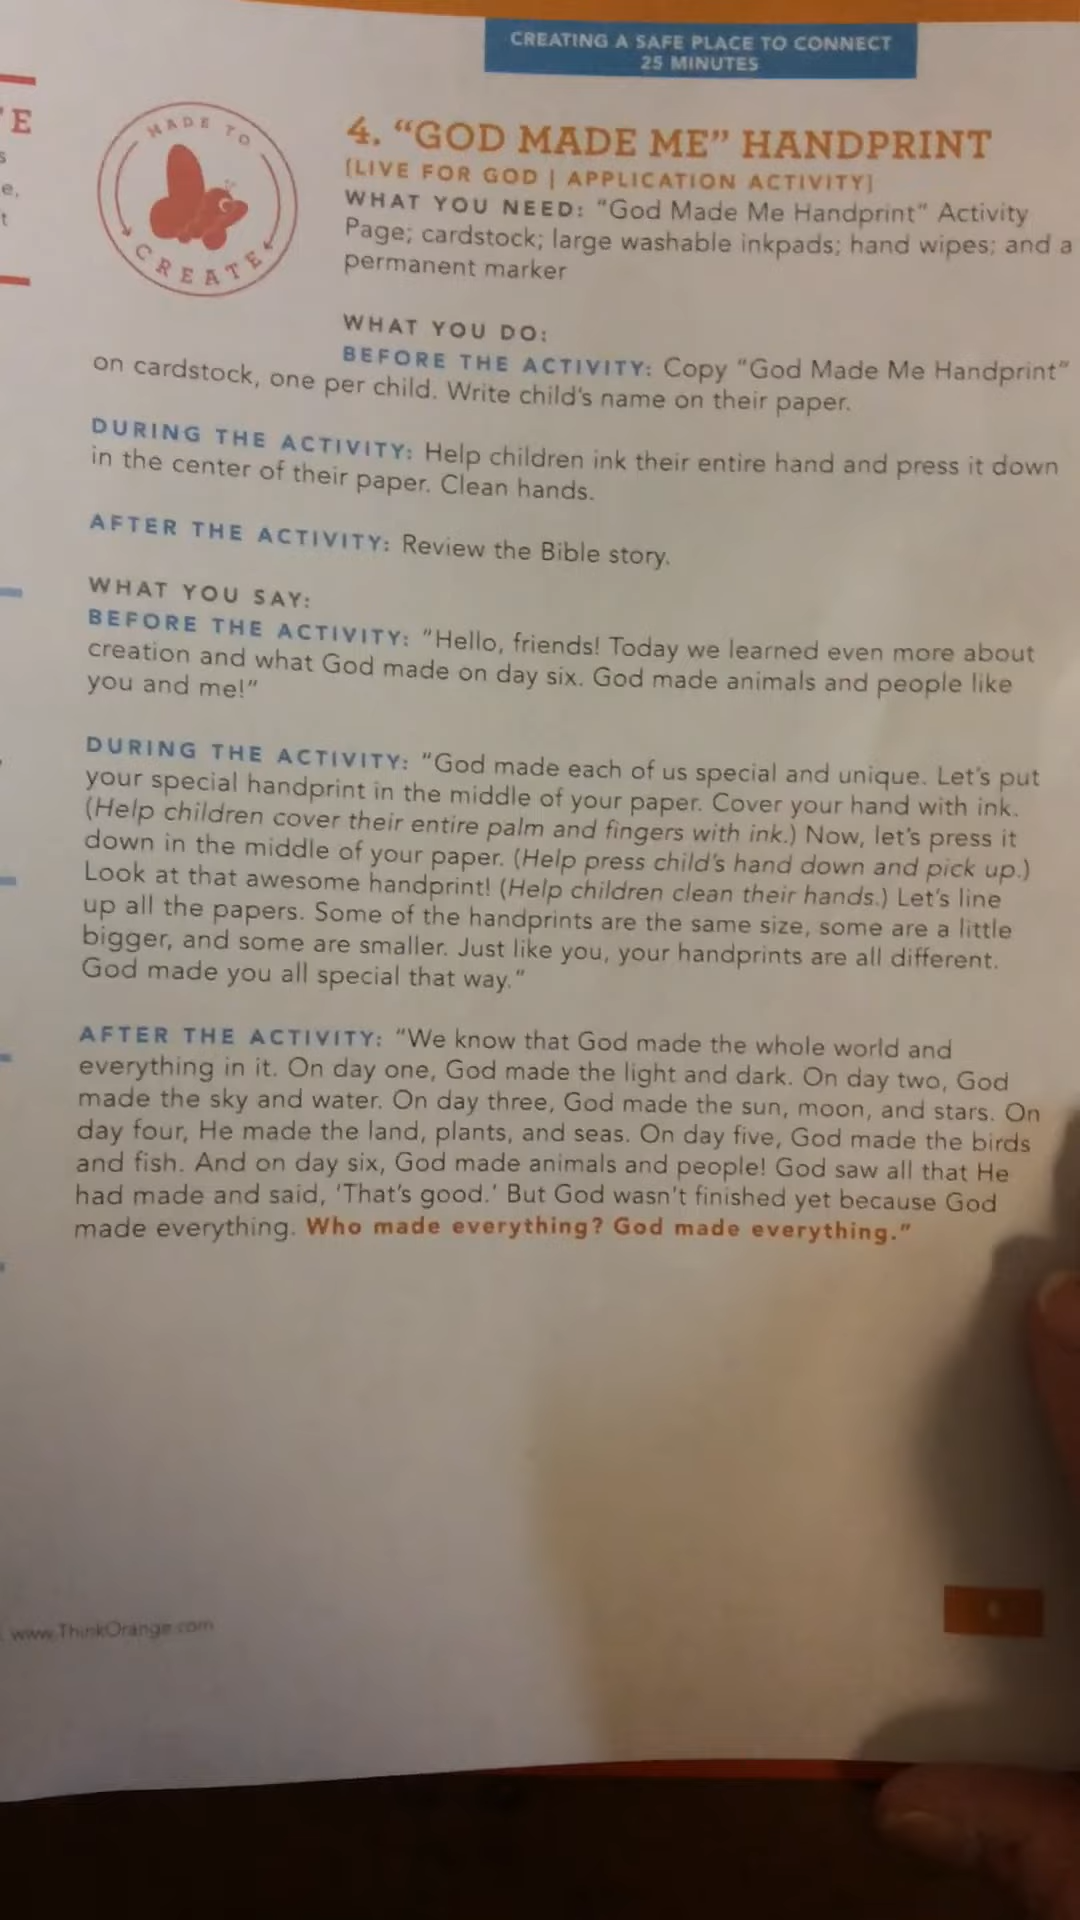 CREATING A SAFE PLACE TO CONNECT
25 MINUTES
E
s
e,
t
MADE TO
CREATE
4. “GOD MADE ME” HANDPRINT
[LIVE FOR GOD | APPLICATION ACTIVITY]
WHAT YOU NEED: “God Made Me Handprint” Activity
Page; cardstock; large washable inkpads; hand wipes; and a
permanent marker
WHAT YOU DO:
BEFORE THE ACTIVITY: Copy “God Made Me Handprint”
on cardstock, one per child. Write child’s name on their paper.
DURING THE ACTIVITY: Help children ink their entire hand and press it down
in the center of their paper. Clean hands.
AFTER THE ACTIVITY: Review the Bible story.
WHAT YOU SAY:
BEFORE THE ACTIVITY: “Hello, friends! Today we learned even more about
creation and what God made on day six. God made animals and people like
you and me!”
DURING THE ACTIVITY: “God made each of us special and unique. Let’s put
your special handprint in the middle of your paper. Cover your hand with ink.
(Help children cover their entire palm and fingers with ink.) Now, let’s press it
down in the middle of your paper. (Help press child’s hand down and pick up.)
Look at that awesome handprint! (Help children clean their hands.) Let’s line
up all the papers. Some of the handprints are the same size, some are a little
bigger, and some are smaller. Just like you, your handprints are all different.
God made you all special that way.”
AFTER THE ACTIVITY: “We know that God made the whole world and
everything in it. On day one, God made the light and dark. On day two, God
made the sky and water. On day three, God made the sun, moon, and stars. On
day four, He made the land, plants, and seas. On day five, God made the birds
and fish. And on day six, God made animals and people! God saw all that He
had made and said, ‘That’s good.’ But God wasn’t finished yet because God
made everything. Who made everything? God made everything.”
www.ThinkOrange.com